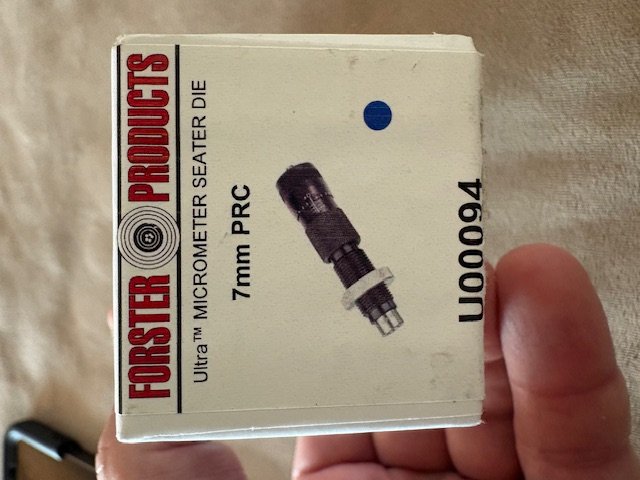 FORSTER PRODUCTS
Ultra™ MICROMETER SEATER DIE
7mm PRC
U00094